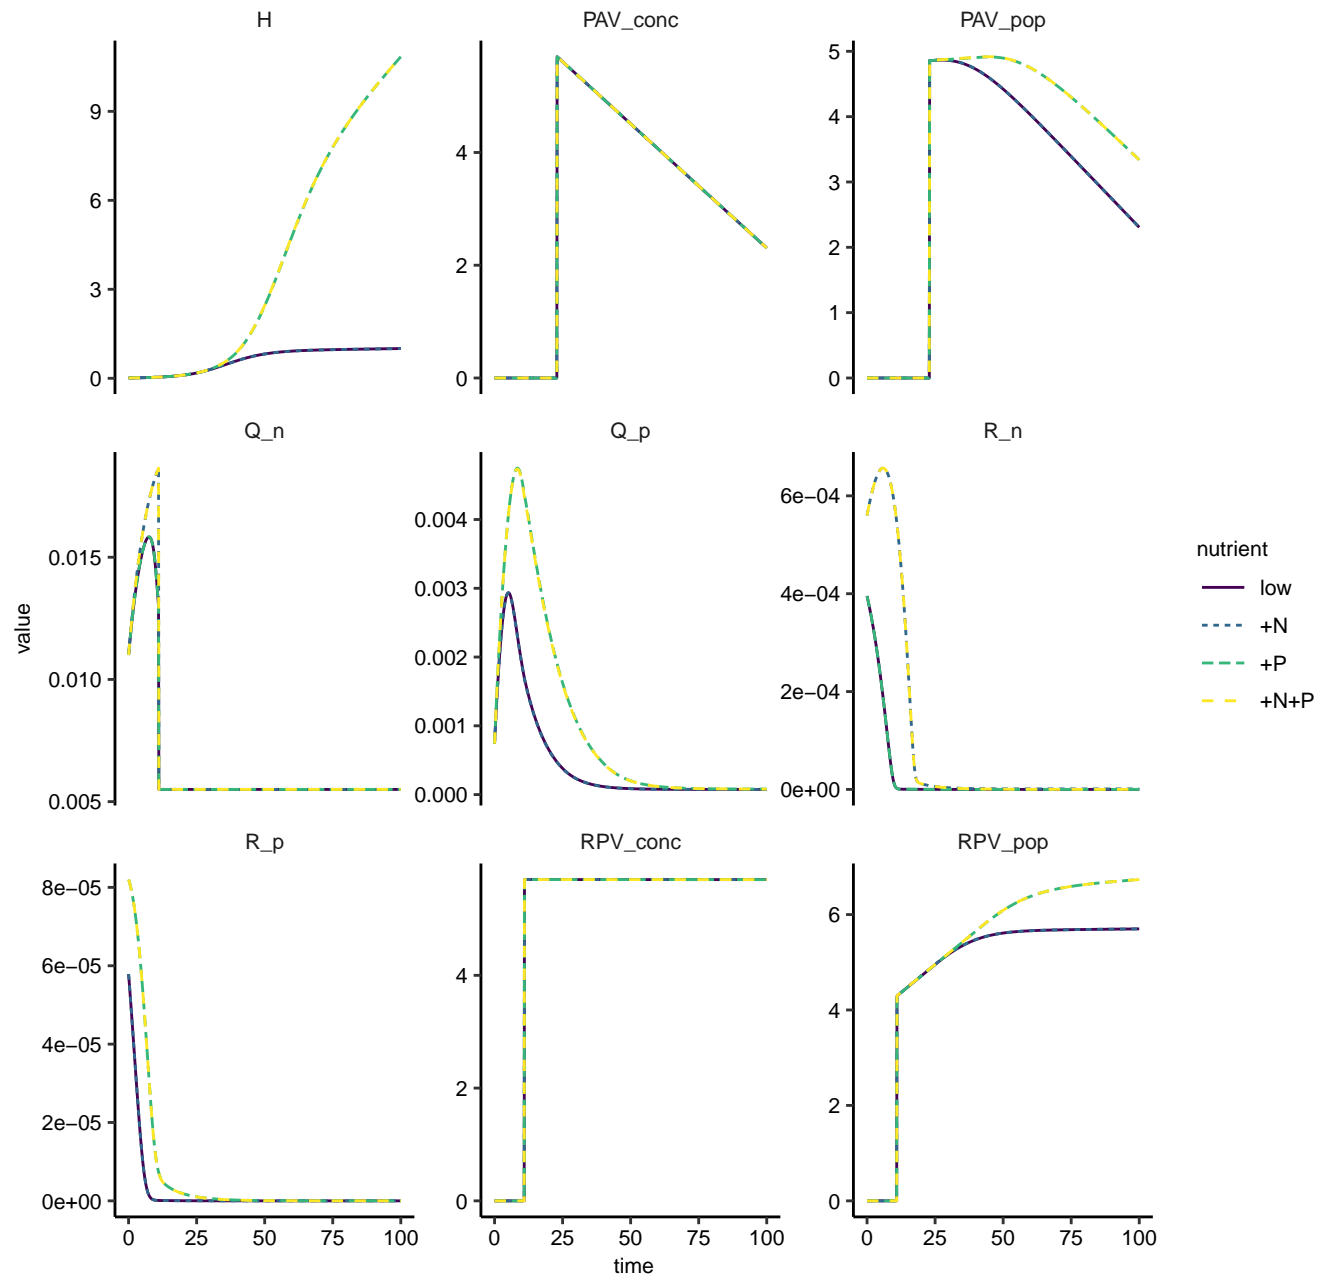 H
PAV_conc
PAV_pop
9
6
3
0
4
2
0
5
4
3
2
1
0
Q_n
Q_p
R_n
0.015
0.010
0.005
0.004
0.003
0.002
0.001
0.000
6e−04
4e−04
2e−04
0e+00
R_p
RPV_conc
RPV_pop
8e−05
6e−05
4e−05
2e−05
0e+00
4
2
0
6
4
2
0
0 25 50 75 100
0 25 50 75 100
0 25 50 75 100
time
value
nutrient
low
+N
+P
+N+P